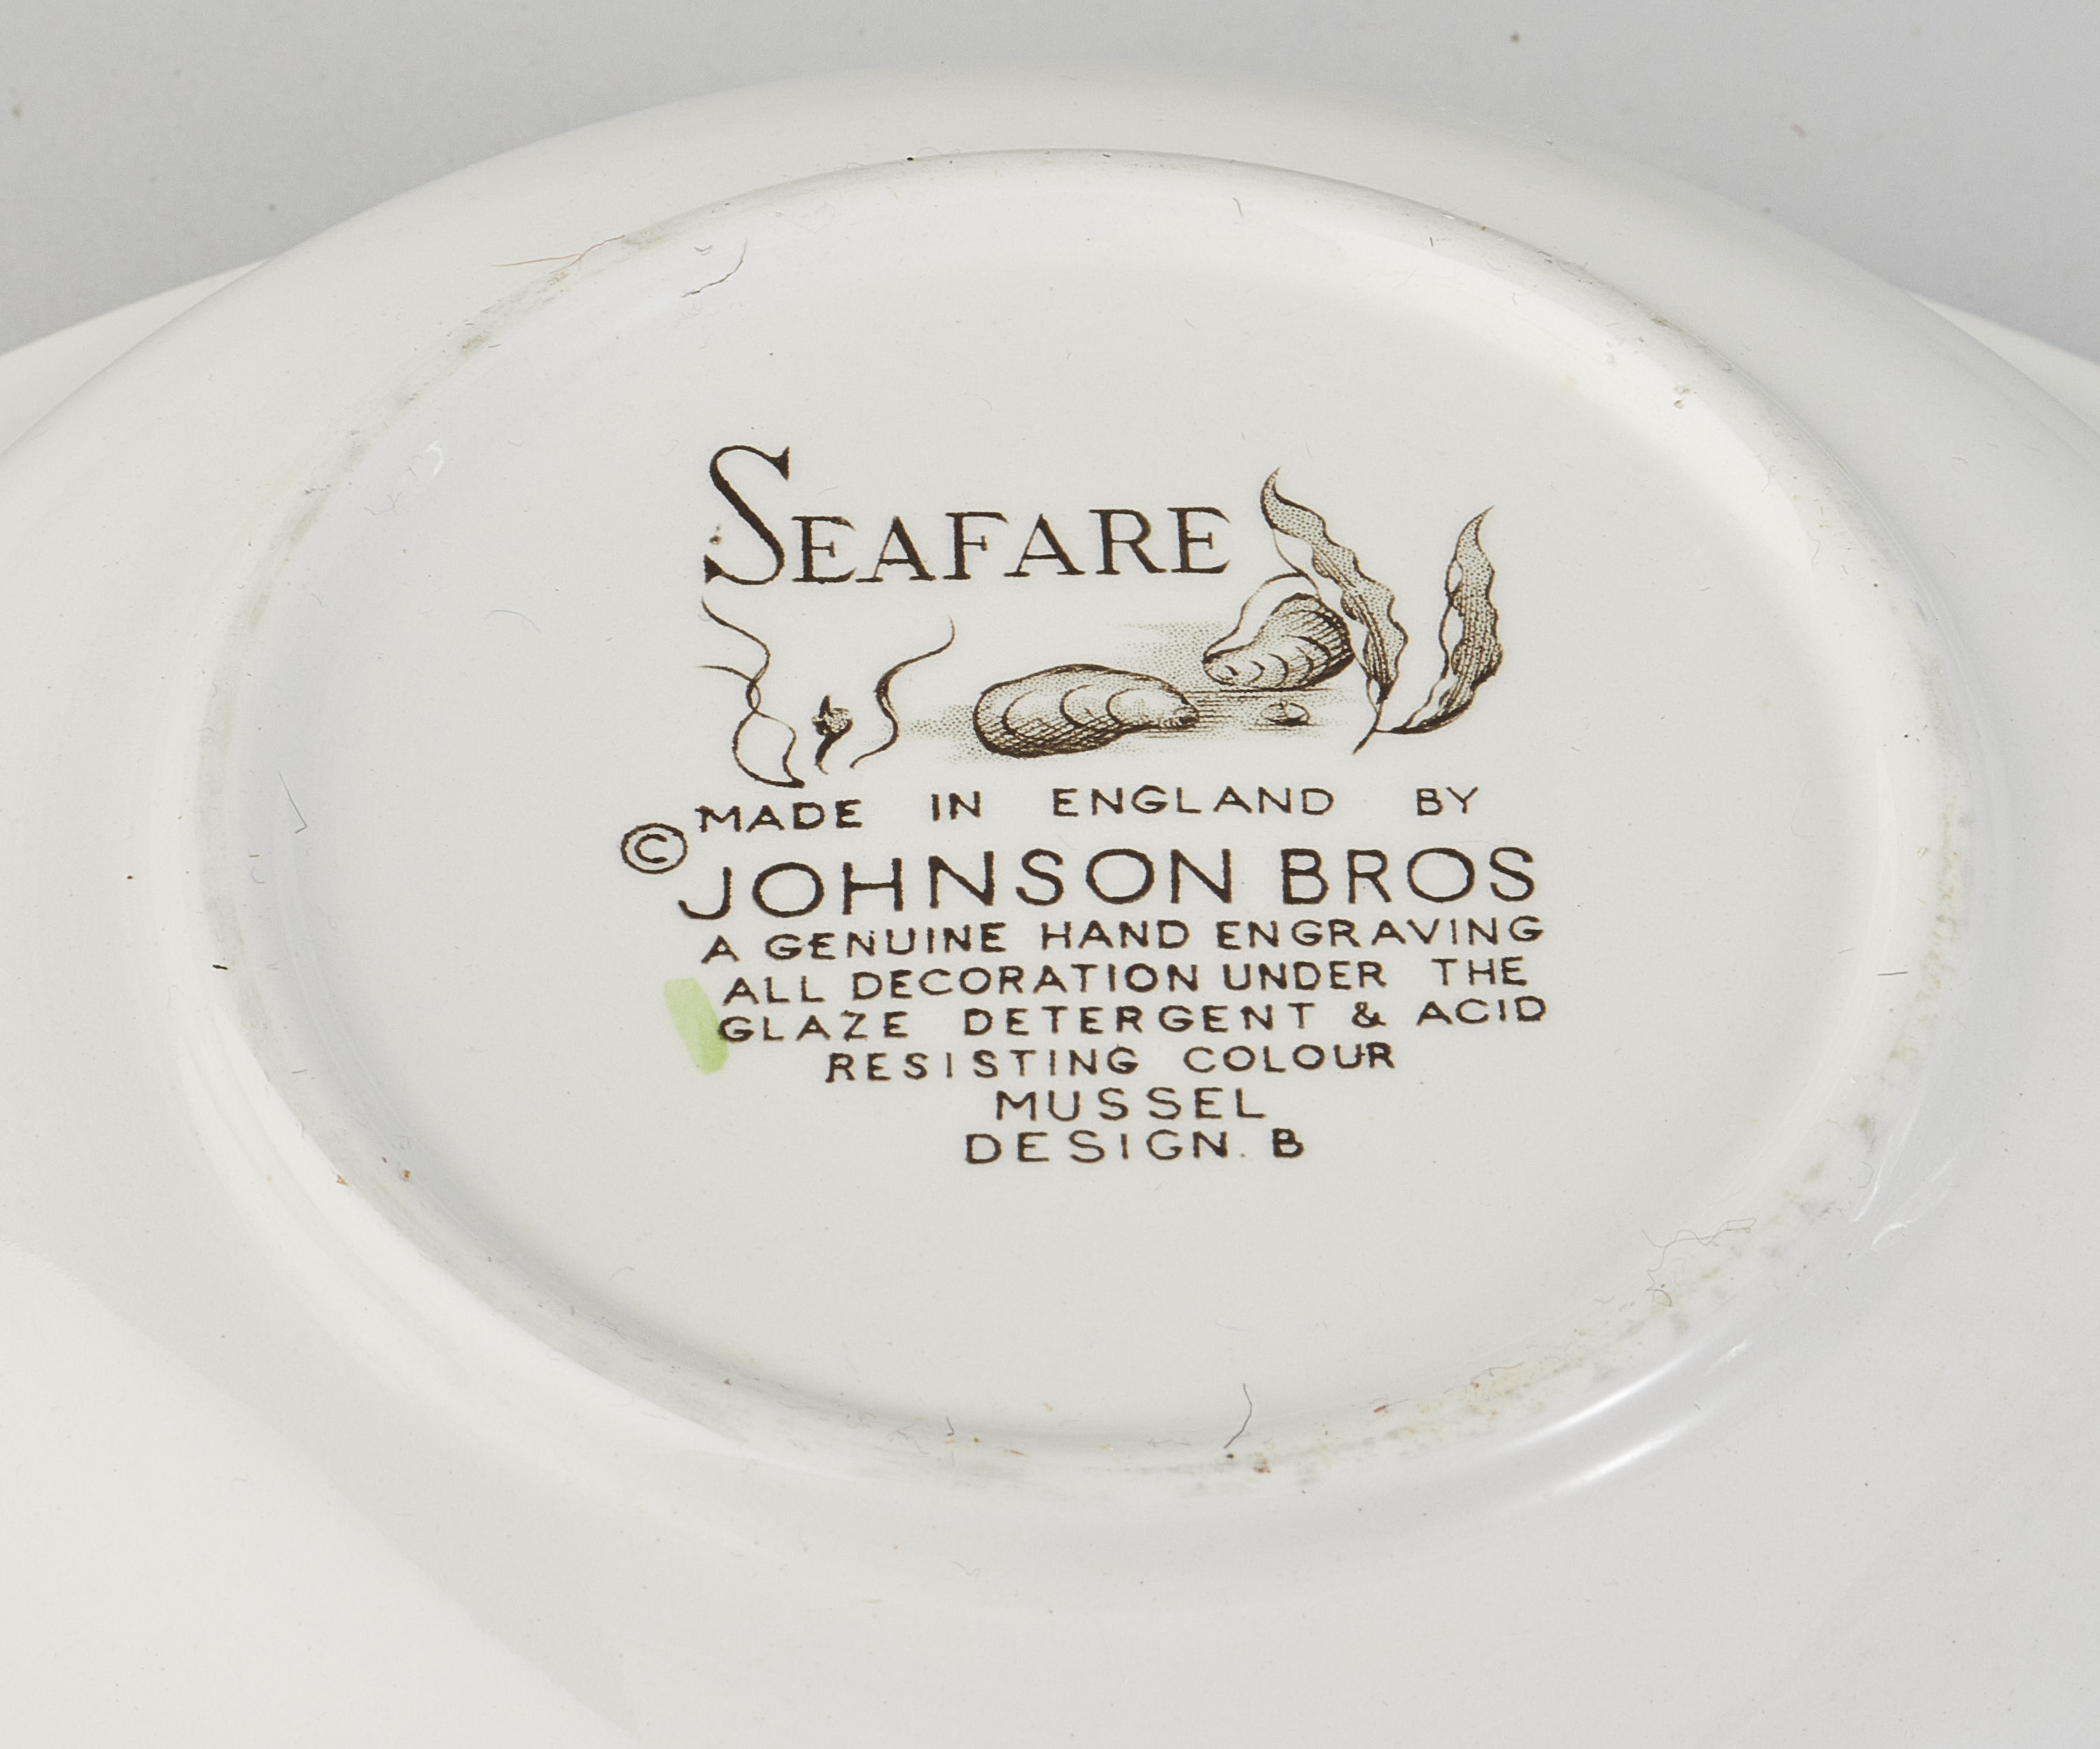 SEAFARE
MADE IN ENGLAND BY
© JOHNSON BROS
A GENUINE HAND ENGRAVING
ALL DECORATION UNDER THE
GLAZE DETERGENT & ACID
RESISTING COLOUR
MUSSEL
DESIGN. B